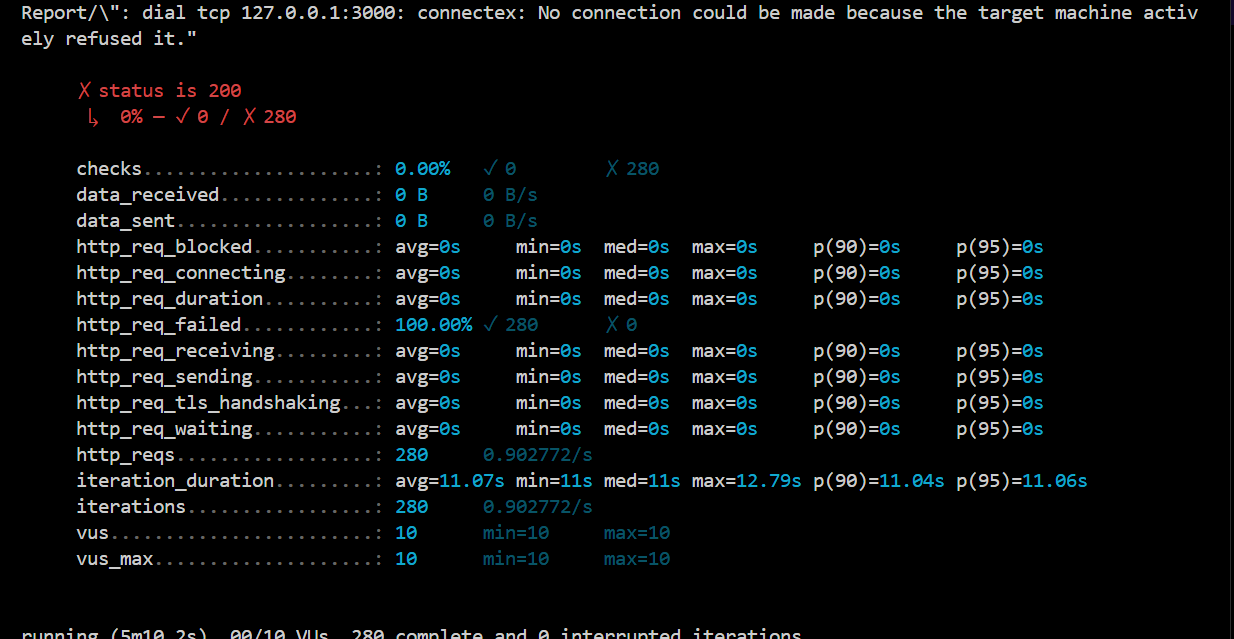 Report/\": dial tcp 127.0.0.1:3000: connectex: No connection could be made because the target machine activ
ely refused it."
✗ status is 200
↳ 0% — ✓ 0 / ✗ 280
checks.....................: 0.00% ✓ 0 ✗ 280
data_received..............: 0 B 0 B/s
data_sent..................: 0 B 0 B/s
http_req_blocked...........: avg=0s min=0s med=0s max=0s p(90)=0s p(95)=0s
http_req_connecting........: avg=0s min=0s med=0s max=0s p(90)=0s p(95)=0s
http_req_duration..........: avg=0s min=0s med=0s max=0s p(90)=0s p(95)=0s
http_req_failed............: 100.00% ✓ 280 ✗ 0
http_req_receiving.........: avg=0s min=0s med=0s max=0s p(90)=0s p(95)=0s
http_req_sending...........: avg=0s min=0s med=0s max=0s p(90)=0s p(95)=0s
http_req_tls_handshaking...: avg=0s min=0s med=0s max=0s p(90)=0s p(95)=0s
http_req_waiting...........: avg=0s min=0s med=0s max=0s p(90)=0s p(95)=0s
http_reqs..................: 280 0.902772/s
iteration_duration.........: avg=11.07s min=11s med=11s max=12.79s p(90)=11.04s p(95)=11.06s
iterations.................: 280 0.902772/s
vus........................: 10 min=10 max=10
vus_max....................: 10 min=10 max=10
running (5m10.2s), 00/10 VUs, 280 complete and 0 interrupted iterations